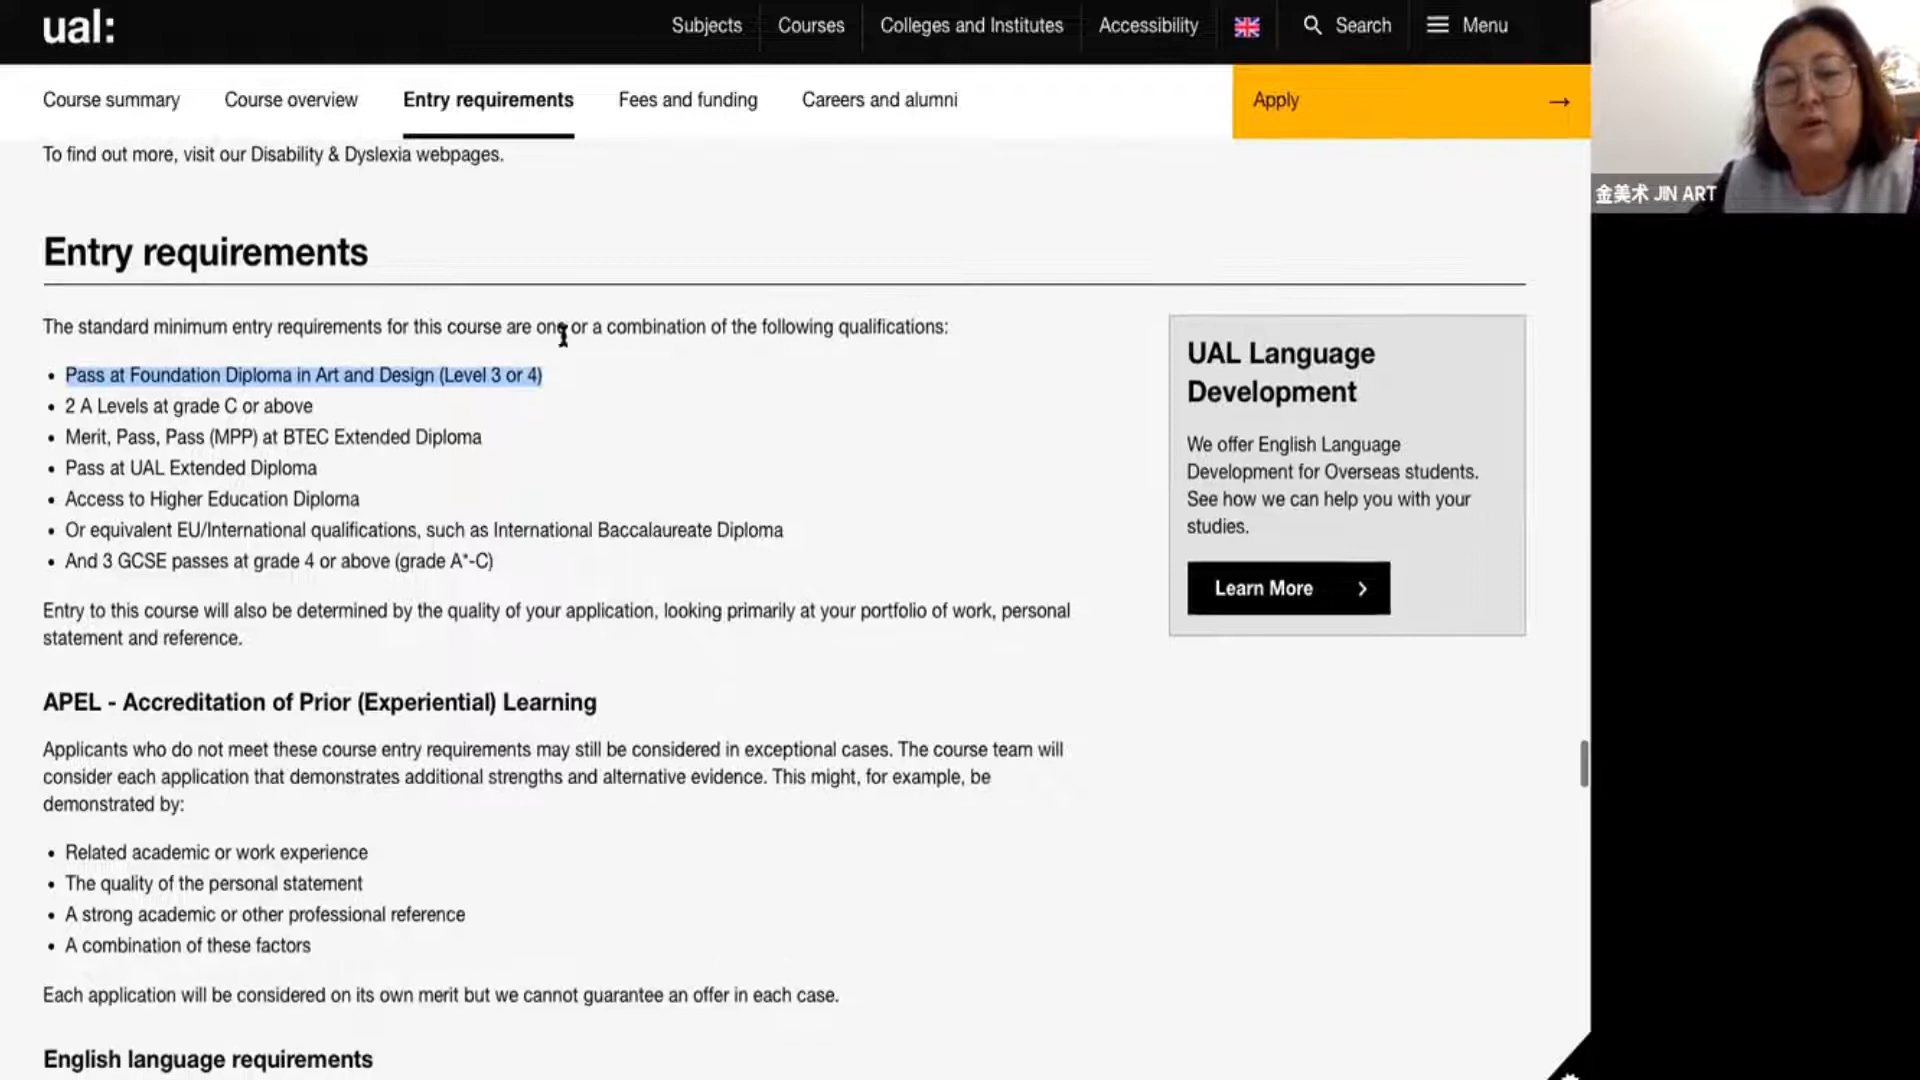 ual:
Subjects
Courses
Colleges and Institutes
Accessibility
Search
Menu
Course summary
Course overview
Entry requirements
Fees and funding
Careers and alumni
Apply →
金美术 JIN ART
To find out more, visit our Disability & Dyslexia webpages.
Entry requirements
The standard minimum entry requirements for this course are one or a combination of the following qualifications:
• Pass at Foundation Diploma in Art and Design (Level 3 or 4)
• 2 A Levels at grade C or above
• Merit, Pass, Pass (MPP) at BTEC Extended Diploma
• Pass at UAL Extended Diploma
• Access to Higher Education Diploma
• Or equivalent EU/International qualifications, such as International Baccalaureate Diploma
• And 3 GCSE passes at grade 4 or above (grade A*-C)
Entry to this course will also be determined by the quality of your application, looking primarily at your portfolio of work, personal
statement and reference.
APEL - Accreditation of Prior (Experiential) Learning
Applicants who do not meet these course entry requirements may still be considered in exceptional cases. The course team will
consider each application that demonstrates additional strengths and alternative evidence. This might, for example, be
demonstrated by:
• Related academic or work experience
• The quality of the personal statement
• A strong academic or other professional reference
• A combination of these factors
Each application will be considered on its own merit but we cannot guarantee an offer in each case.
English language requirements
UAL Language
Development
We offer English Language
Development for Overseas students.
See how we can help you with your
studies.
Learn More